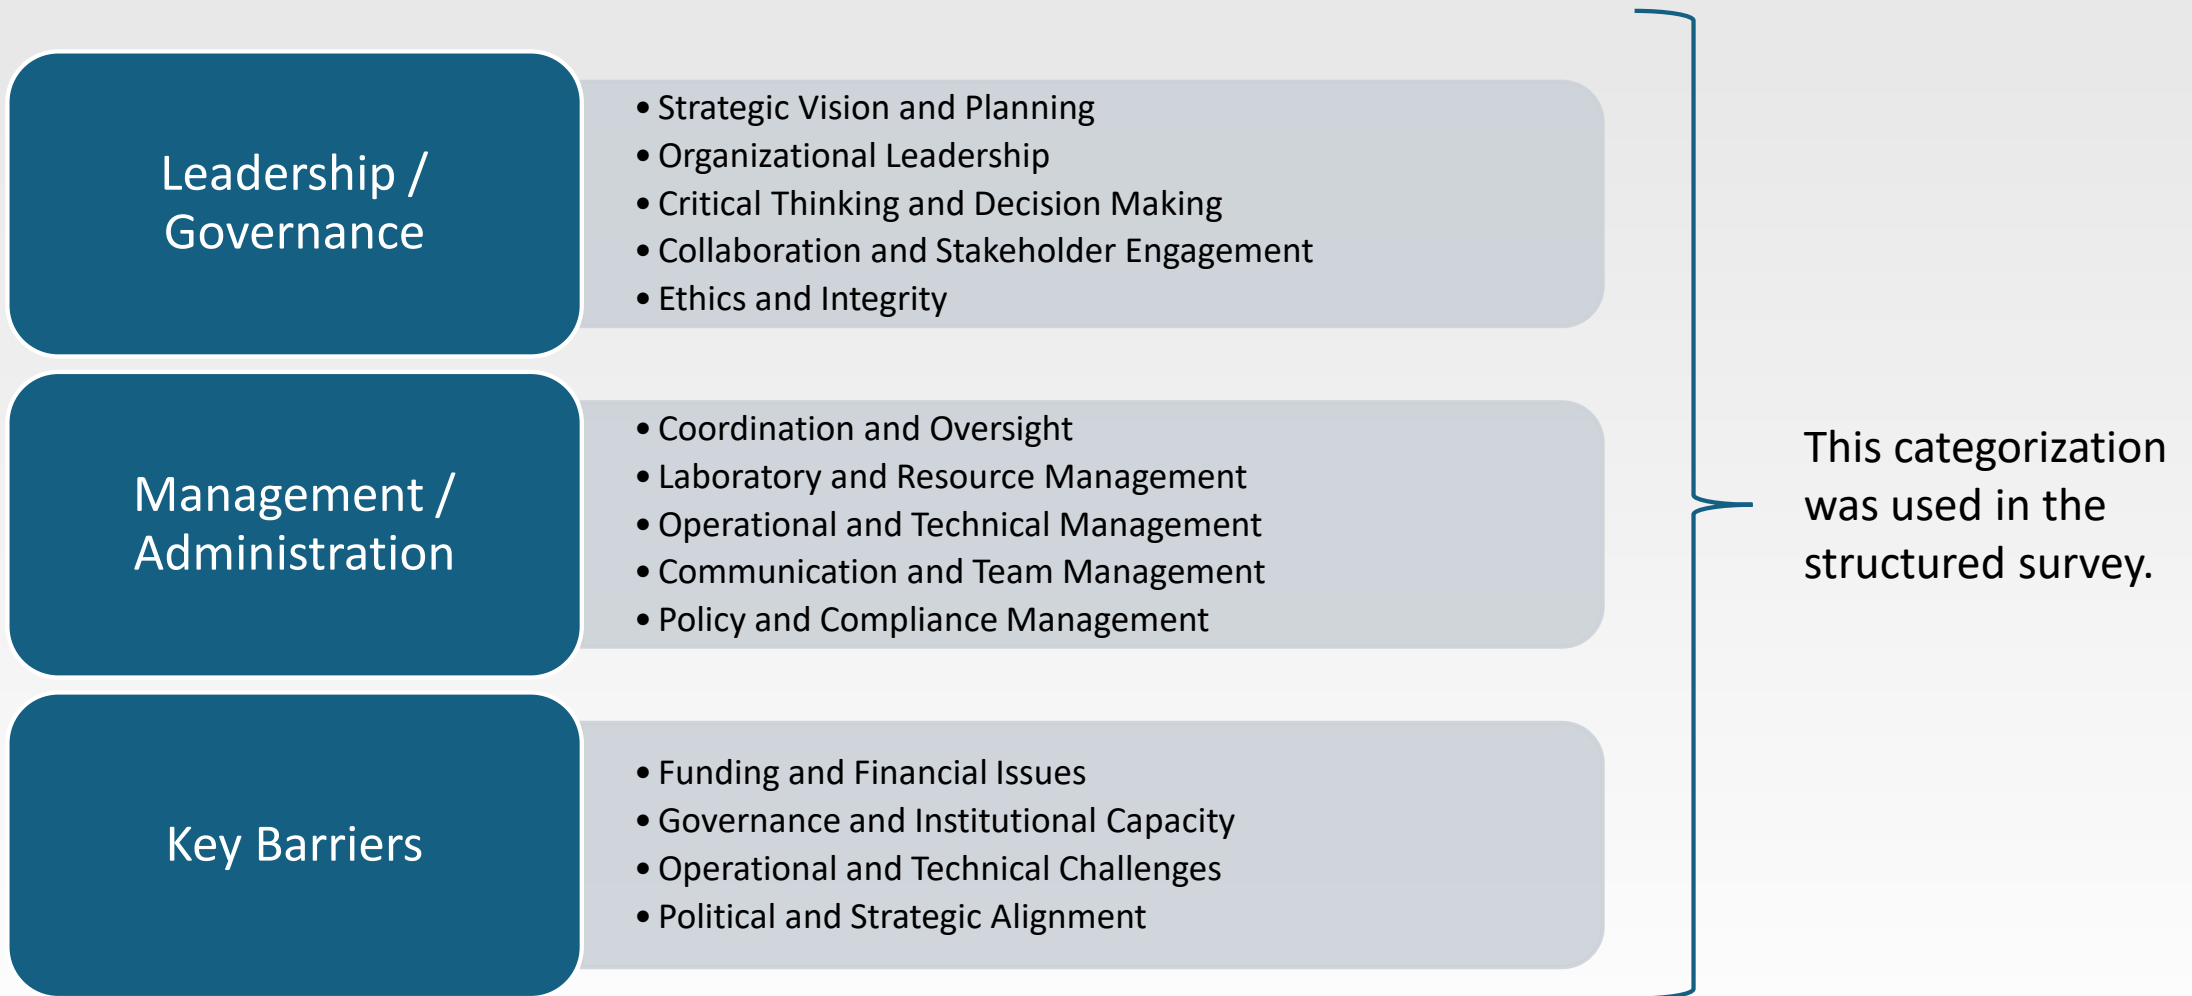 Leadership /
Governance
• Strategic Vision and Planning
• Organizational Leadership
• Critical Thinking and Decision Making
• Collaboration and Stakeholder Engagement
• Ethics and Integrity
Management /
Administration
• Coordination and Oversight
• Laboratory and Resource Management
• Operational and Technical Management
• Communication and Team Management
• Policy and Compliance Management
Key Barriers
• Funding and Financial Issues
• Governance and Institutional Capacity
• Operational and Technical Challenges
• Political and Strategic Alignment
This categorization
was used in the
structured survey.